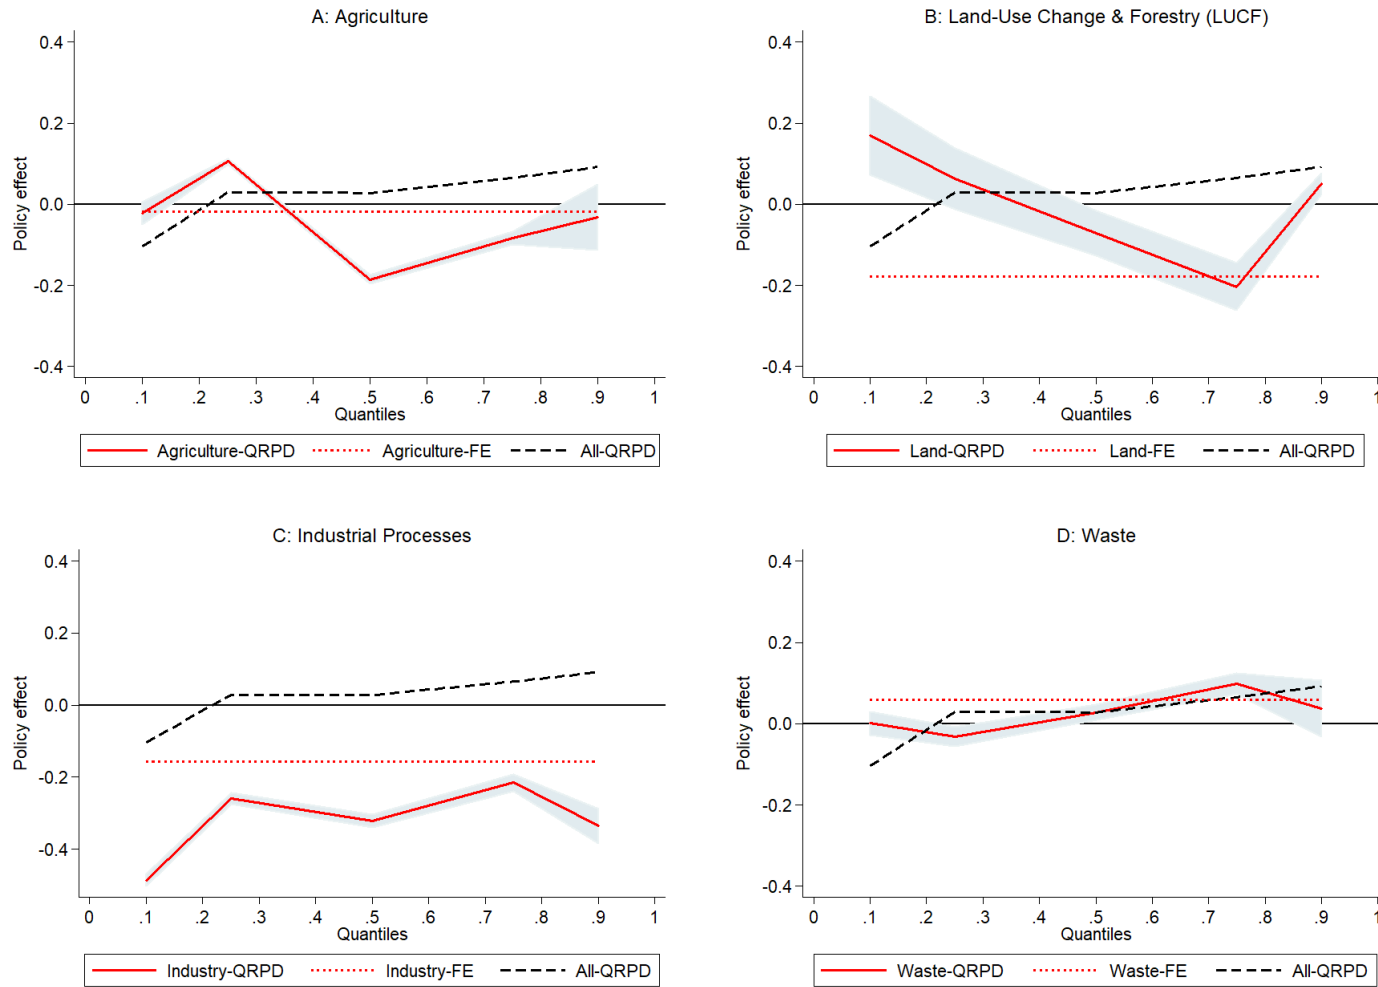 A: Agriculture
Policy effect
0.4
0.2
0.0
-0.2
-0.4
0 .1 .2 .3 .4 .5 .6 .7 .8 .9 1
Quantiles
Agriculture-QRPD Agriculture-FE All-QRPD
B: Land-Use Change & Forestry (LUCF)
Policy effect
0.4
0.2
0.0
-0.2
-0.4
0 .1 .2 .3 .4 .5 .6 .7 .8 .9 1
Quantiles
Land-QRPD Land-FE All-QRPD
C: Industrial Processes
Policy effect
0.4
0.2
0.0
-0.2
-0.4
0 .1 .2 .3 .4 .5 .6 .7 .8 .9 1
Quantiles
Industry-QRPD Industry-FE All-QRPD
D: Waste
Policy effect
0.4
0.2
0.0
-0.2
-0.4
0 .1 .2 .3 .4 .5 .6 .7 .8 .9 1
Quantiles
Waste-QRPD Waste-FE All-QRPD